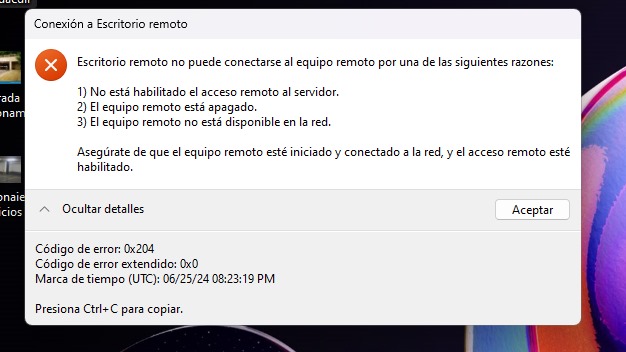 Conexión a Escritorio remoto
Escritorio remoto no puede conectarse al equipo remoto por una de las siguientes razones:
1) No está habilitado el acceso remoto al servidor.
2) El equipo remoto está apagado.
3) El equipo remoto no está disponible en la red.
Asegúrate de que el equipo remoto esté iniciado y conectado a la red, y el acceso remoto esté
habilitado.
Ocultar detalles
Aceptar
Código de error: 0x204
Código de error extendido: 0x0
Marca de tiempo (UTC): 06/25/24 08:23:19 PM
Presiona Ctrl+C para copiar.
rada
onam
onaie
icios